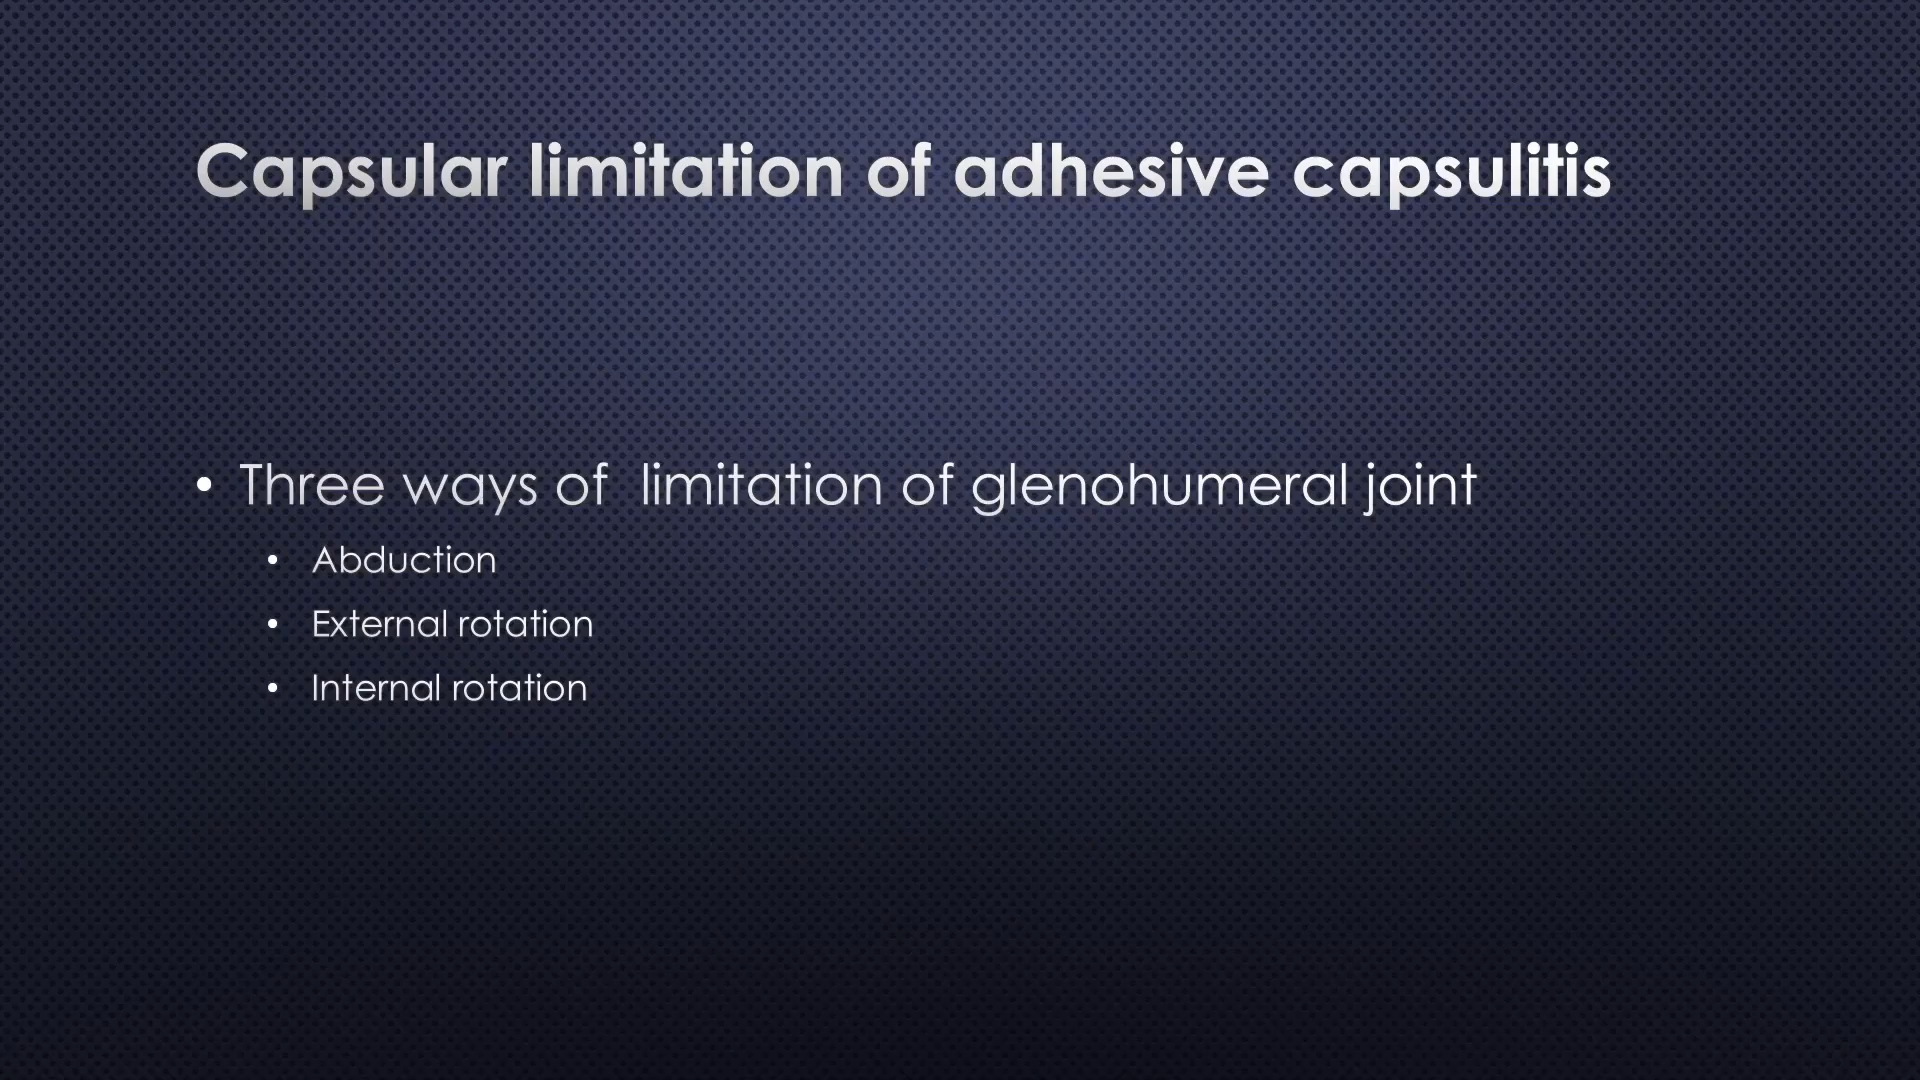 Capsular limitation of adhesive capsulitis
• Three ways of  limitation of glenohumeral joint
• Abduction
• External rotation
• Internal rotation